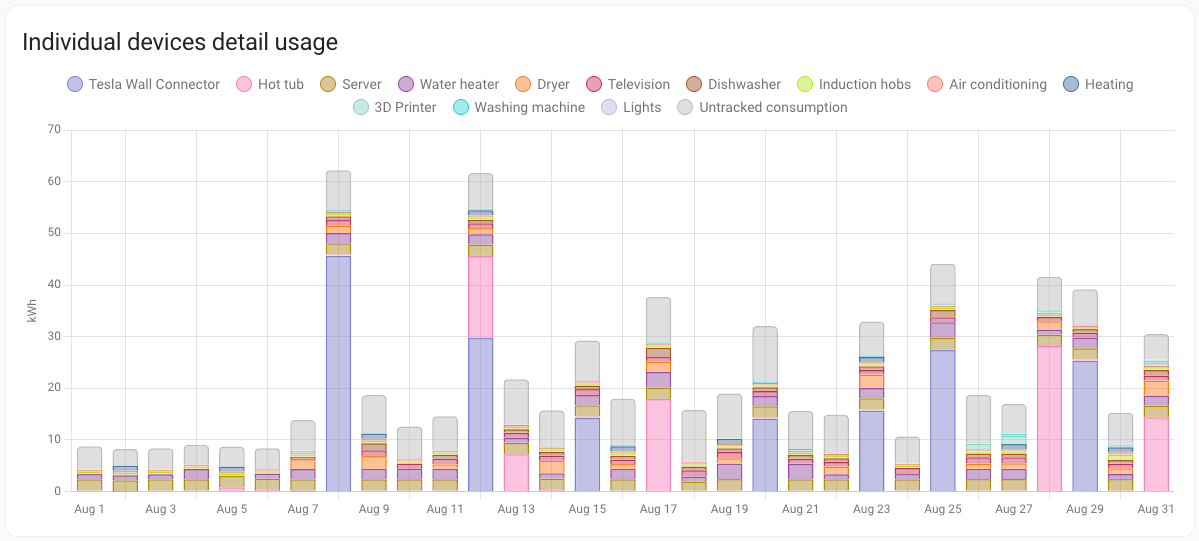 Individual devices detail usage
Tesla Wall Connector Hot tub Server Water heater Dryer Television Dishwasher Induction hobs Air conditioning Heating
3D Printer Washing machine Lights Untracked consumption
70
60
50
40
30
20
10
0
kWh
Aug 1 Aug 3 Aug 5 Aug 7 Aug 9 Aug 11 Aug 13 Aug 15 Aug 17 Aug 19 Aug 21 Aug 23 Aug 25 Aug 27 Aug 29 Aug 31